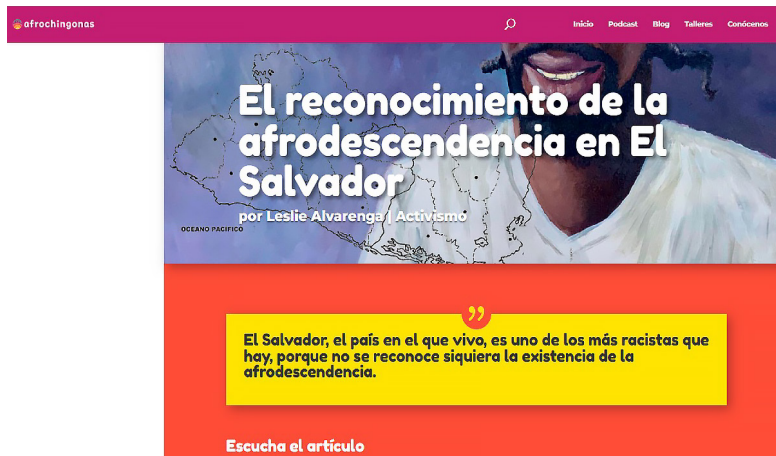 afrochingonas
Inicio Podcast Blog Talleres Conócenos
El reconocimiento de la
afrodescendencia en El
Salvador
por Leslie Alvarenga | Activismo
OCEANO PACIFICO
”
El Salvador, el país en el que vivo, es uno de los más racistas que
hay, porque no se reconoce siquiera la existencia de la
afrodescendencia.
Escucha el artículo